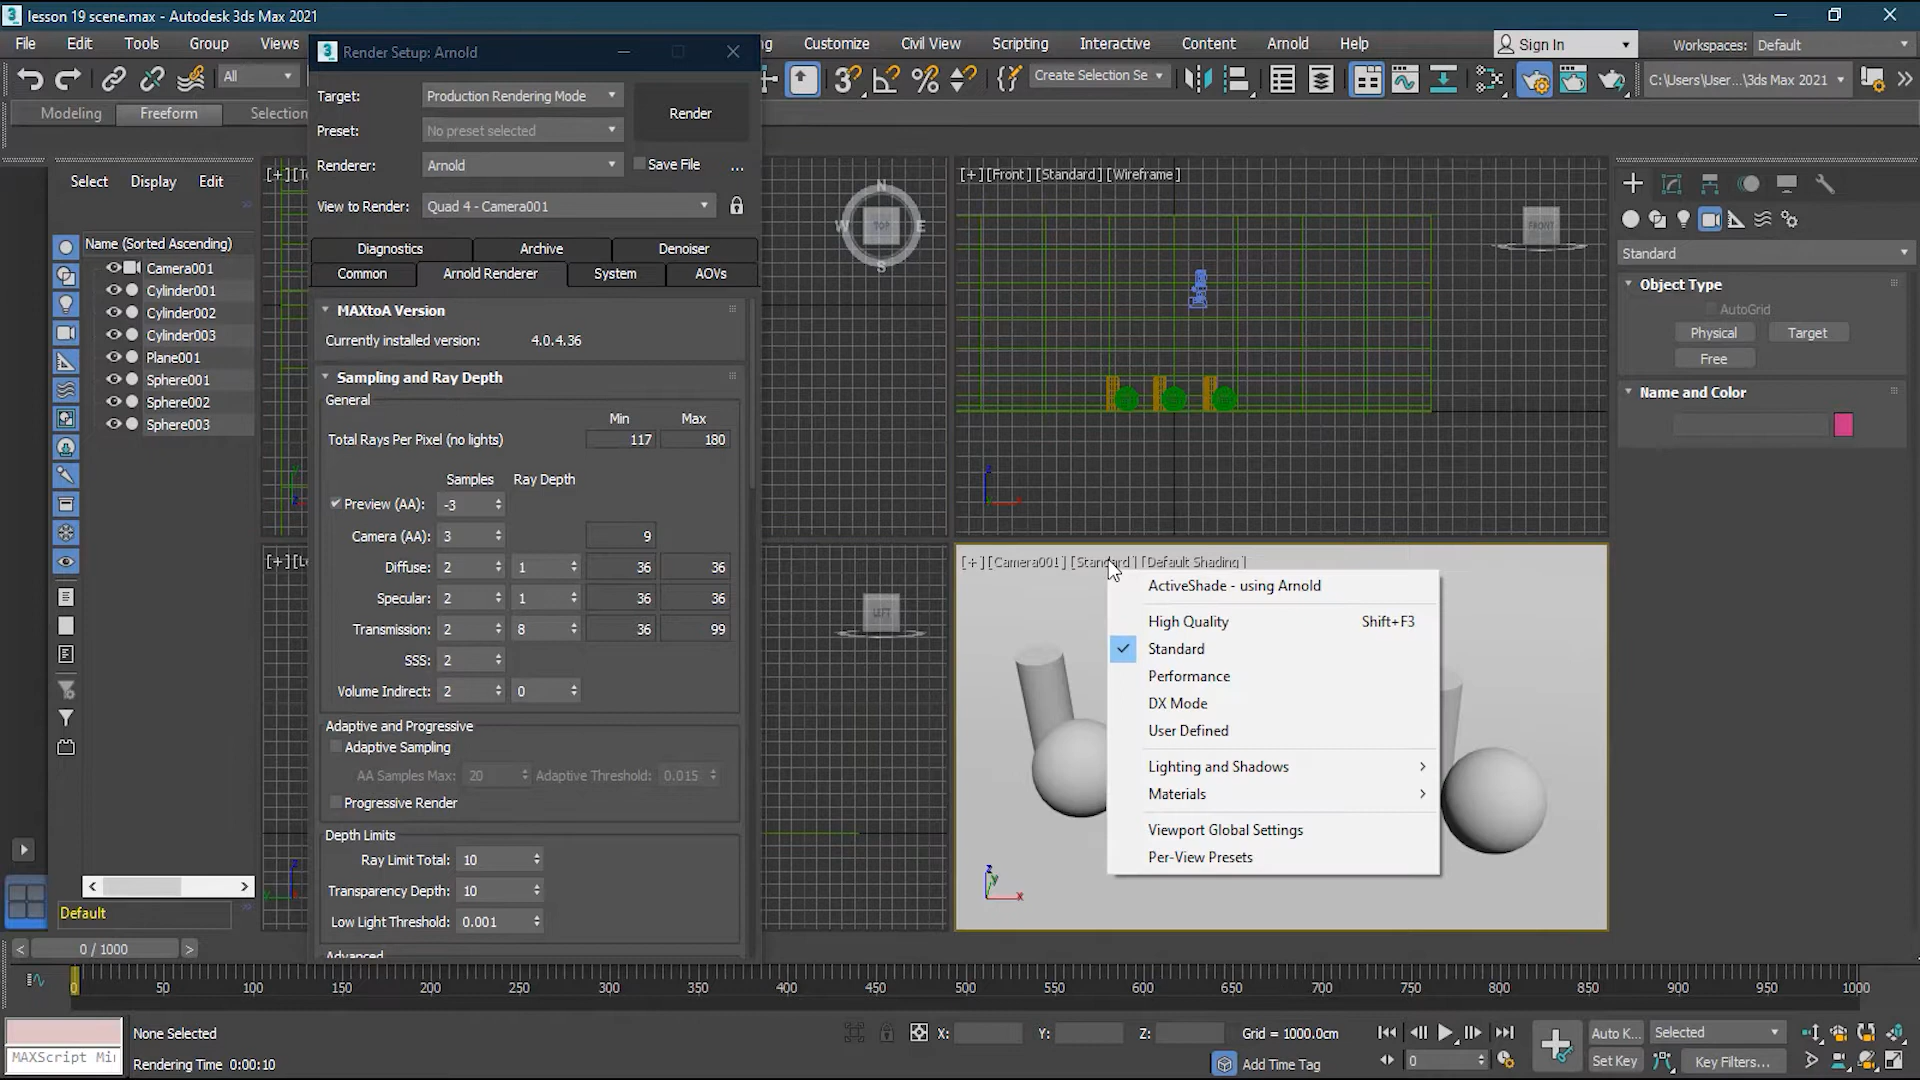 lesson 19 scene.max - Autodesk 3ds Max 2021
File Edit Tools Group Views
Customize Civil View Scripting Interactive Content Arnold Help
Sign In
Workspaces: Default
All
Create Selection Se
C:\Users\User...\3ds Max 2021
Modeling Freeform Selection
Render Setup: Arnold
Target: Production Rendering Mode
Render
Preset: No preset selected
Renderer: Arnold
Save File ...
View to Render: Quad 4 - Camera001
Diagnostics Archive Denoiser
Common Arnold Renderer System AOVs
MAXtoA Version
Currently installed version: 4.0.4.36
Sampling and Ray Depth
General
Min Max
Total Rays Per Pixel (no lights) 117 180
Samples Ray Depth
Preview (AA): -3
Camera (AA): 3 9
Diffuse: 2 1 36 36
Specular: 2 1 36 36
Transmission: 2 8 36 99
SSS: 2
Volume Indirect: 2 0
Adaptive and Progressive
Adaptive Sampling
AA Samples Max: 20 Adaptive Threshold: 0.015
Progressive Render
Depth Limits
Ray Limit Total: 10
Transparency Depth: 10
Low Light Threshold: 0.001
Advanced
Select Display Edit
Name (Sorted Ascending)
Camera001
Cylinder001
Cylinder002
Cylinder003
Plane001
Sphere001
Sphere002
Sphere003
Default
N
W TOP E
S
[+][Front][Standard][Wireframe]
FRONT
LEFT
[+][Camera001][Standard][Default Shading]
ActiveShade - using Arnold
High Quality Shift+F3
Standard
Performance
DX Mode
User Defined
Lighting and Shadows
Materials
Viewport Global Settings
Per-View Presets
Standard
Object Type
AutoGrid
Physical Target
Free
Name and Color
< 0 / 1000 >
0 50 100 150 200 250 300 350 400 450 500 550 600 650 700 750 800 850 900 950 1000
None Selected
MAXScript Mi
Rendering Time 0:00:10
X: Y: Z: Grid = 1000.0cm
Add Time Tag
0
Auto K... Selected
Set Key Key Filters...